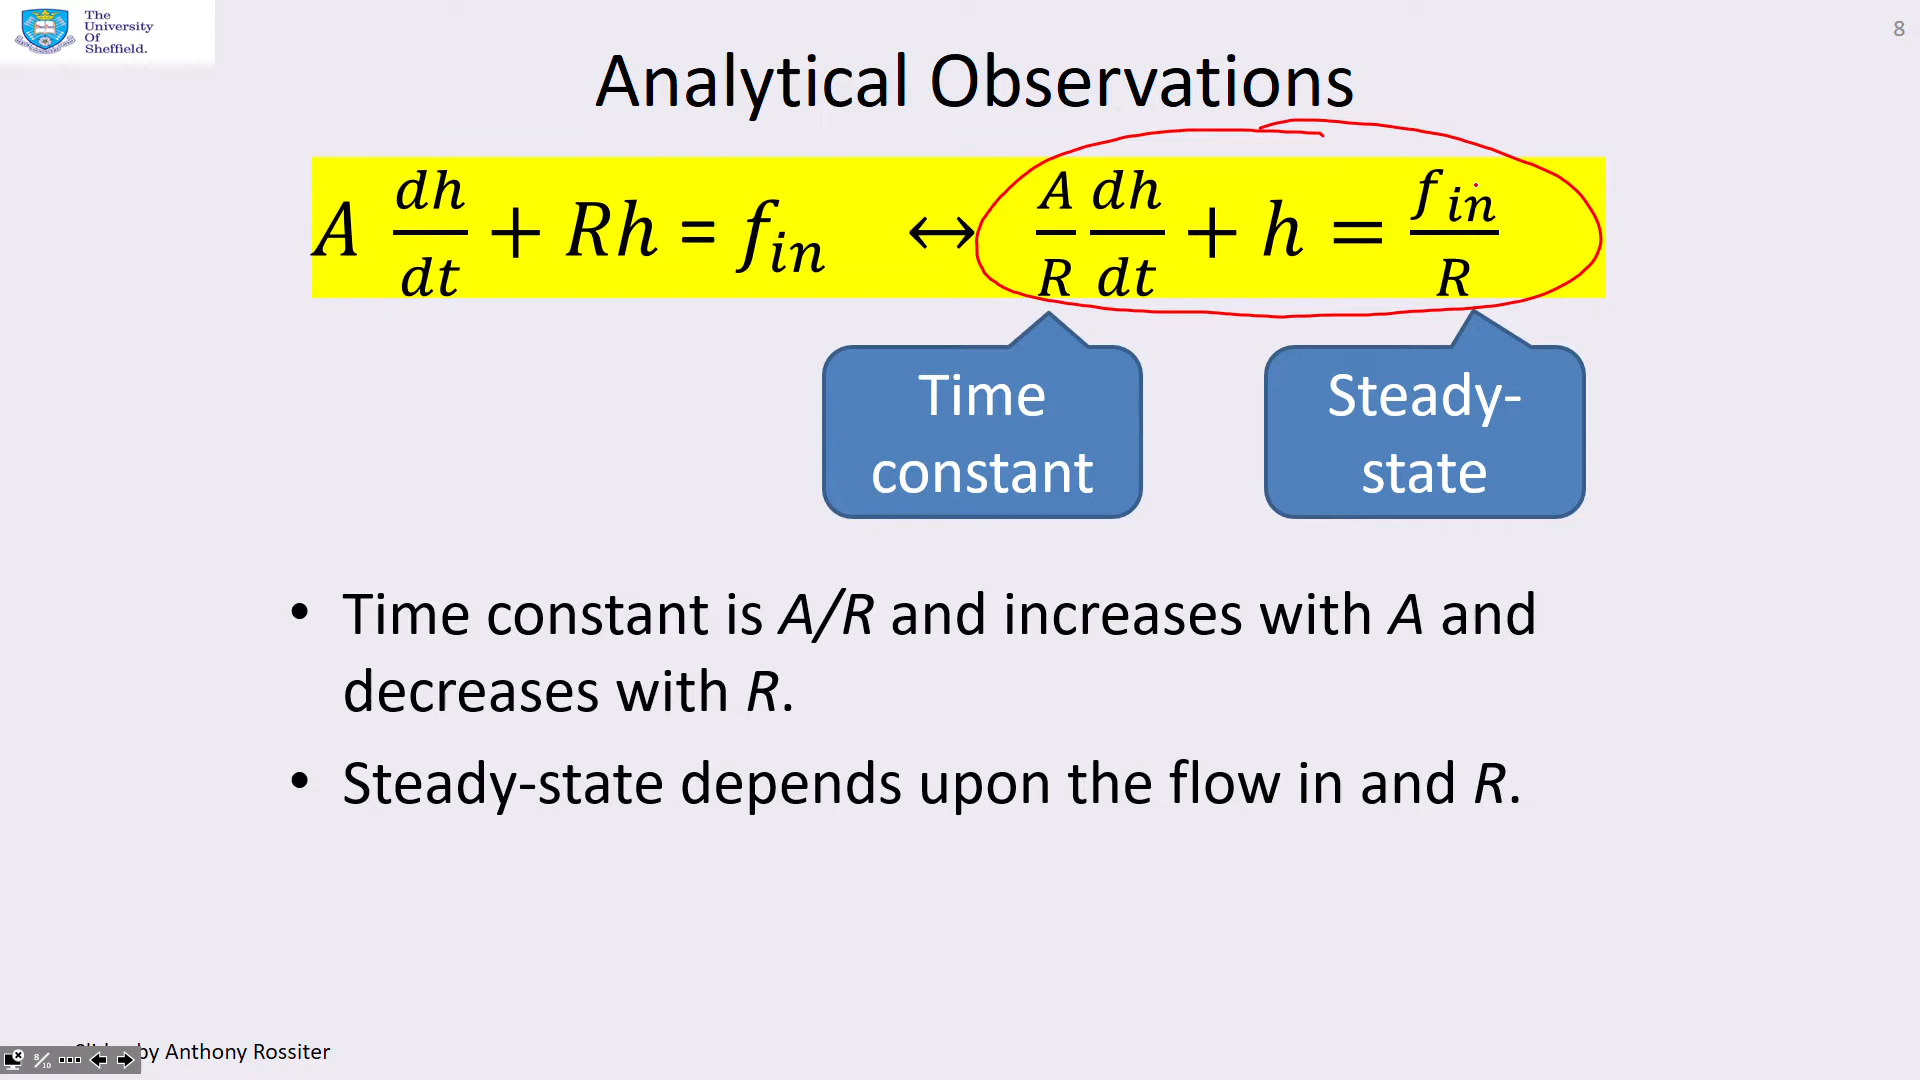 The
University
Of
Sheffield.
8
Analytical Observations
A dh/dt + Rh = f_in ↔ A/R dh/dt + h = f_in/R
Time
constant
Steady-
state
• Time constant is A/R and increases with A and
decreases with R.
• Steady-state depends upon the flow in and R.
by Anthony Rossiter
8/10